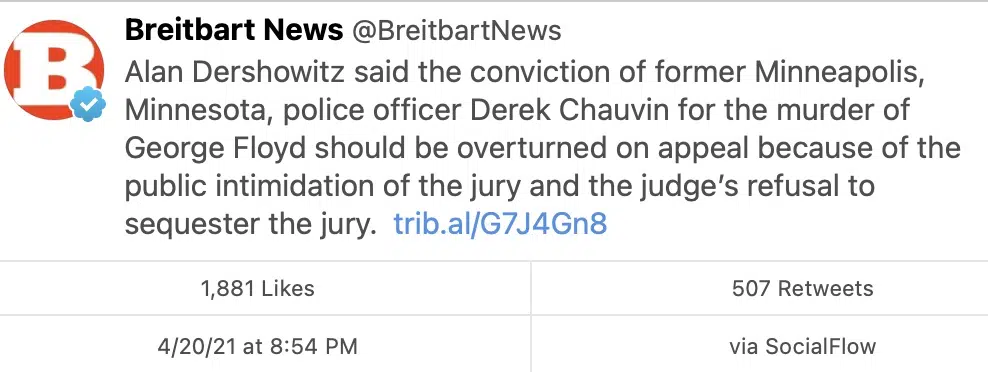 B
Breitbart News @BreitbartNews
Alan Dershowitz said the conviction of former Minneapolis,
Minnesota, police officer Derek Chauvin for the murder of
George Floyd should be overturned on appeal because of the
public intimidation of the jury and the judge’s refusal to
sequester the jury. trib.al/G7J4Gn8
1,881 Likes
507 Retweets
4/20/21 at 8:54 PM
via SocialFlow